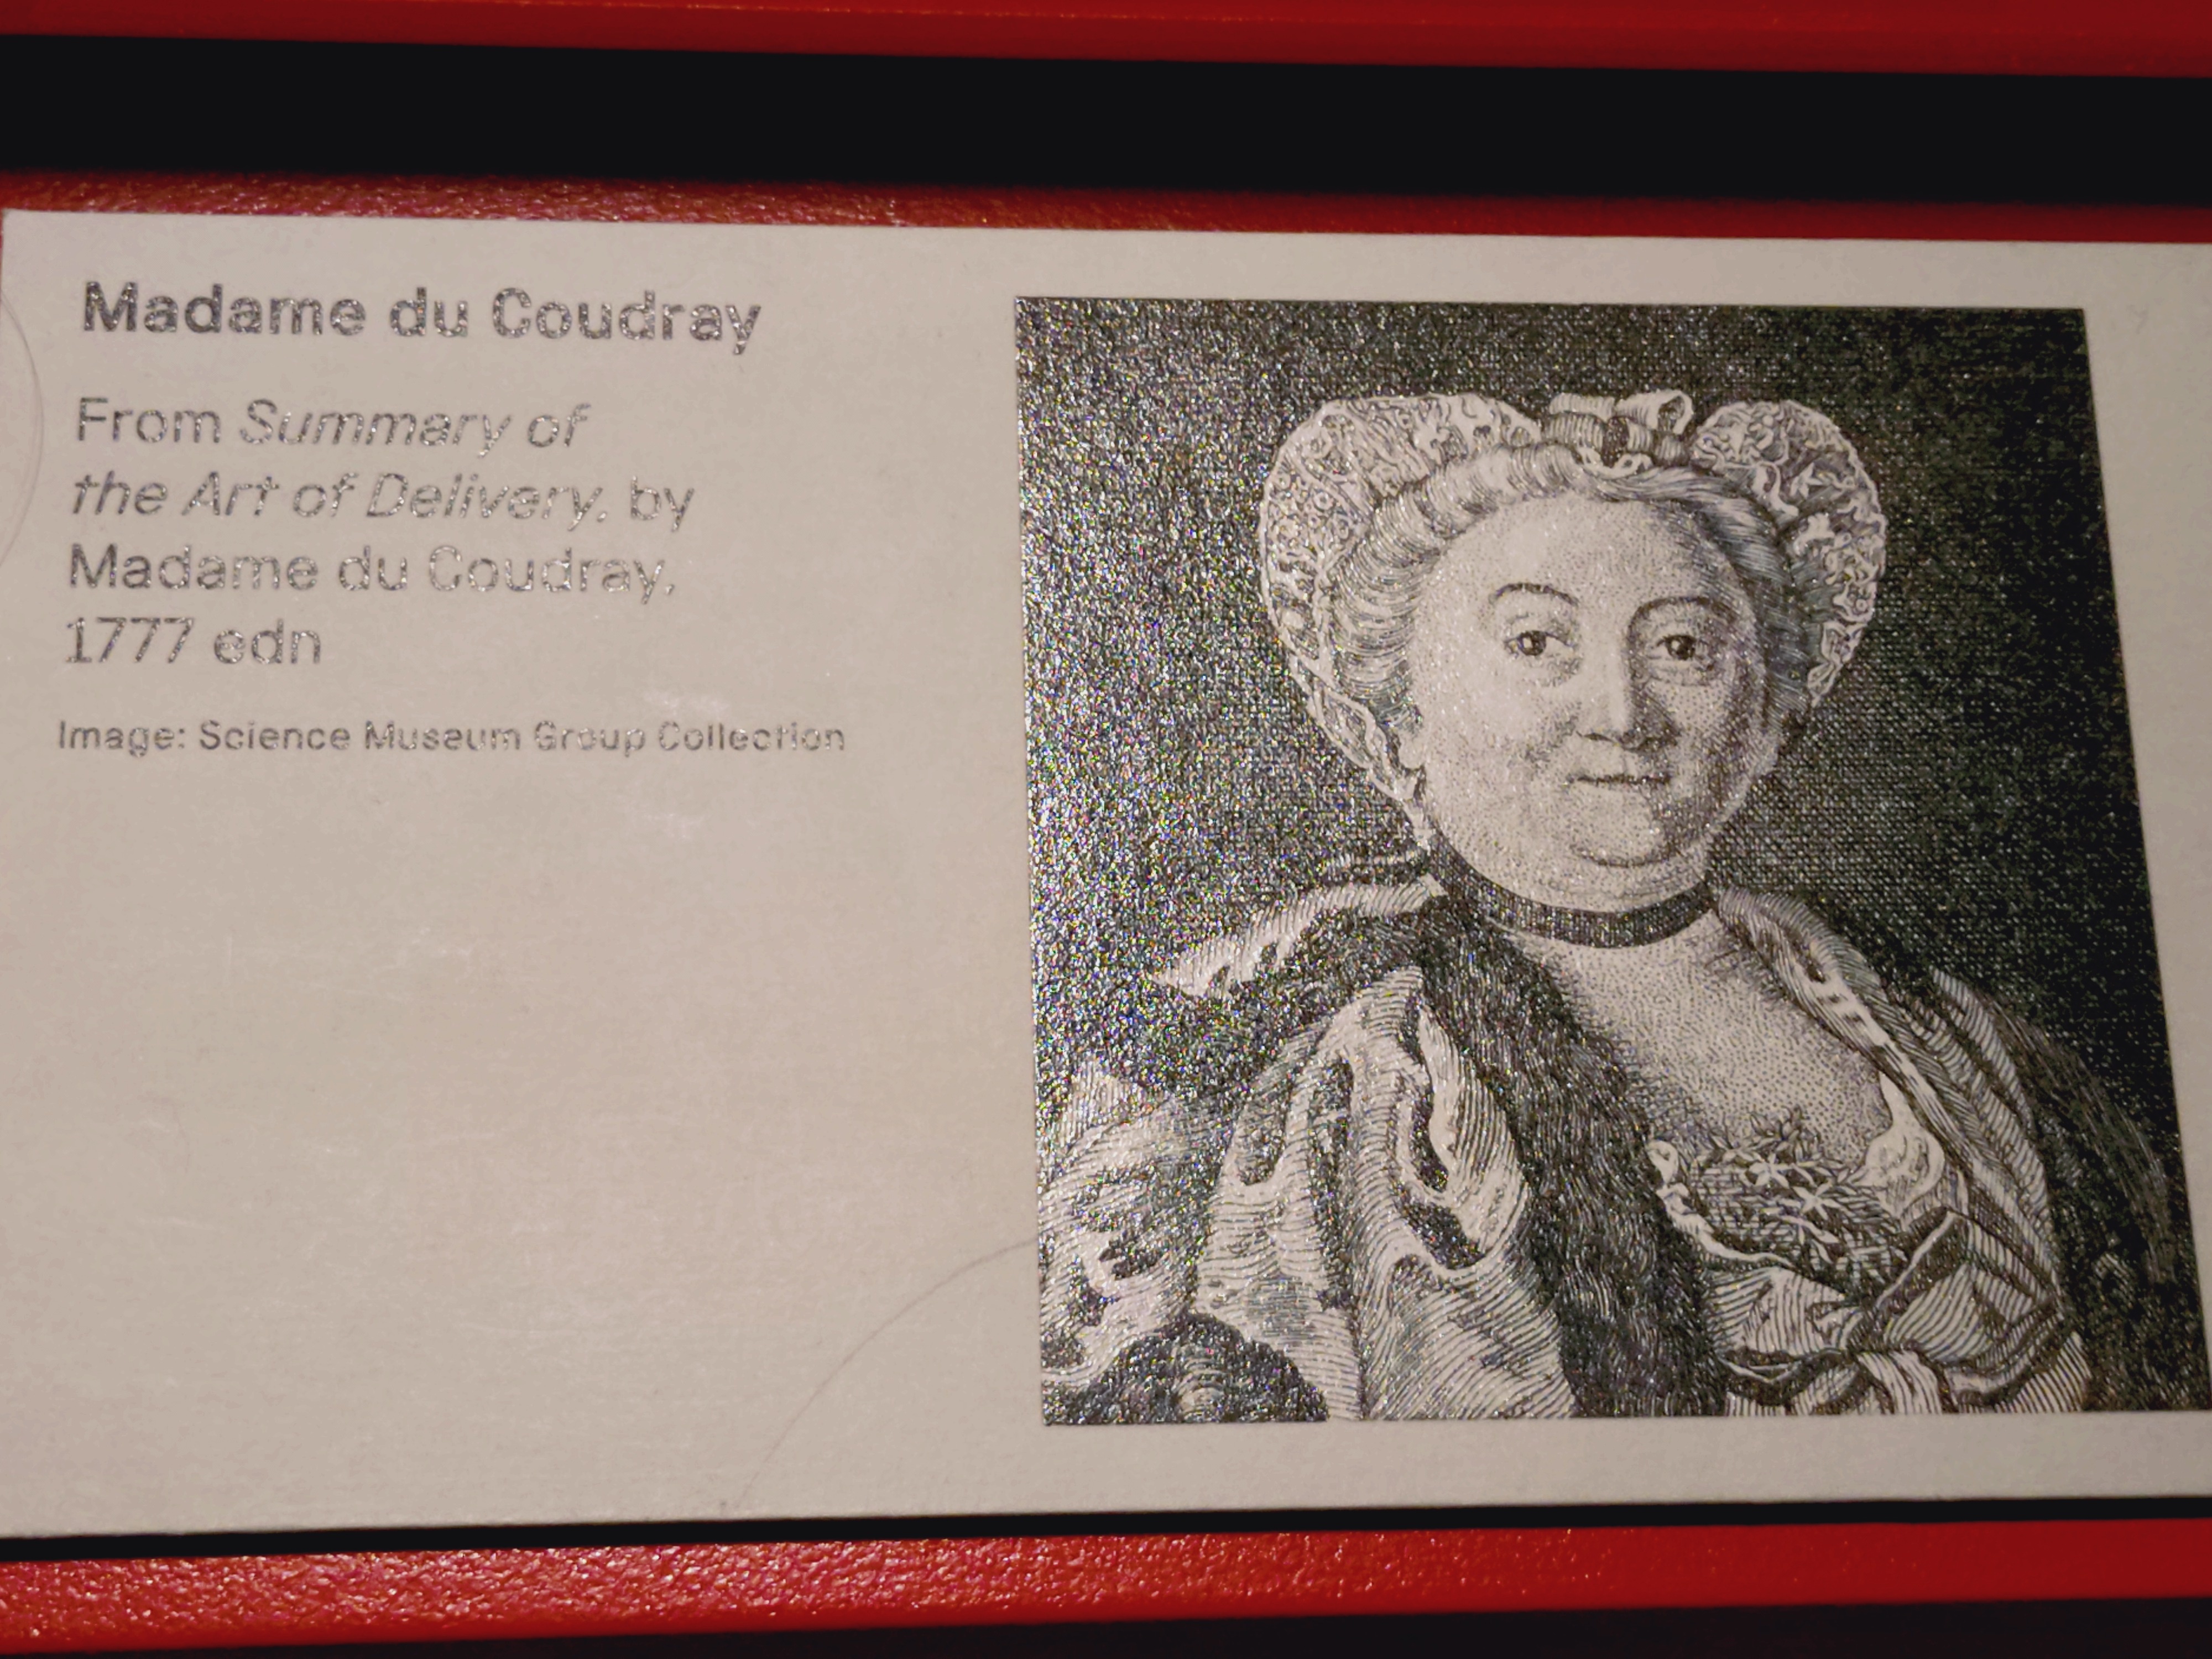 Madame du Coudray
From Summary of
the Art of Delivery, by
Madame du Coudray,
1777 edn
Image: Science Museum Group Collection